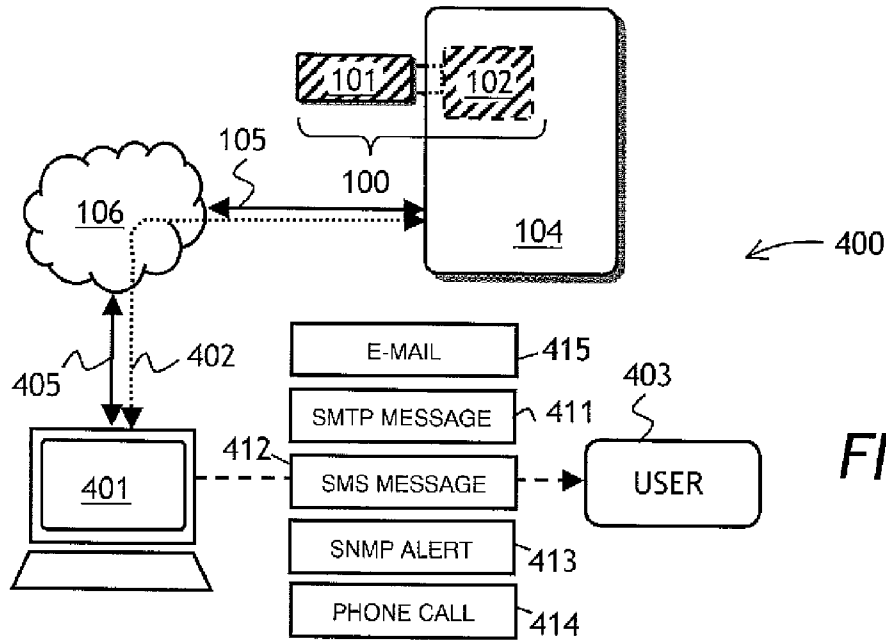 101
102
105
100
106
104
400
405
402
E-MAIL
415
SMTP MESSAGE
411
403
412
401
SMS MESSAGE
USER
SNMP ALERT
413
PHONE CALL
414
FI